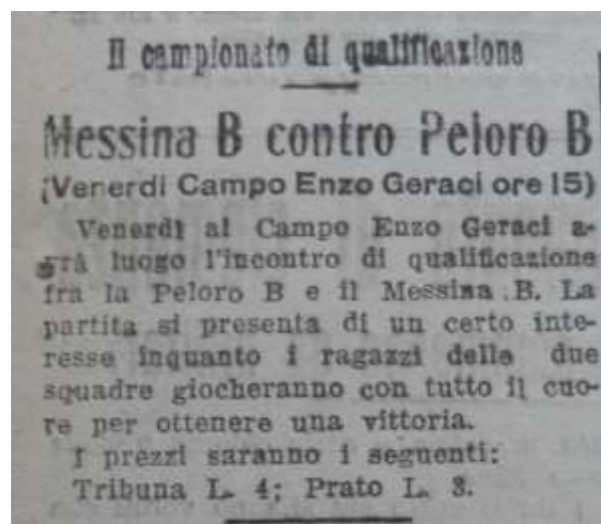 Il campionato di qualificazione
Messina B contro Peloro B
(Venerdì Campo Enzo Geraci ore 15)
Venerdì al Campo Enzo Geraci a-
vrà luogo l'incontro di qualificazione
fra la Peloro B e il Messina B. La
partita si presenta di un certo inte-
resse inquanto i ragazzi delle due
squadre giocheranno con tutto il cuo-
re per ottenere una vittoria.
I prezzi saranno i seguenti:
Tribuna L. 4; Prato L. 3.